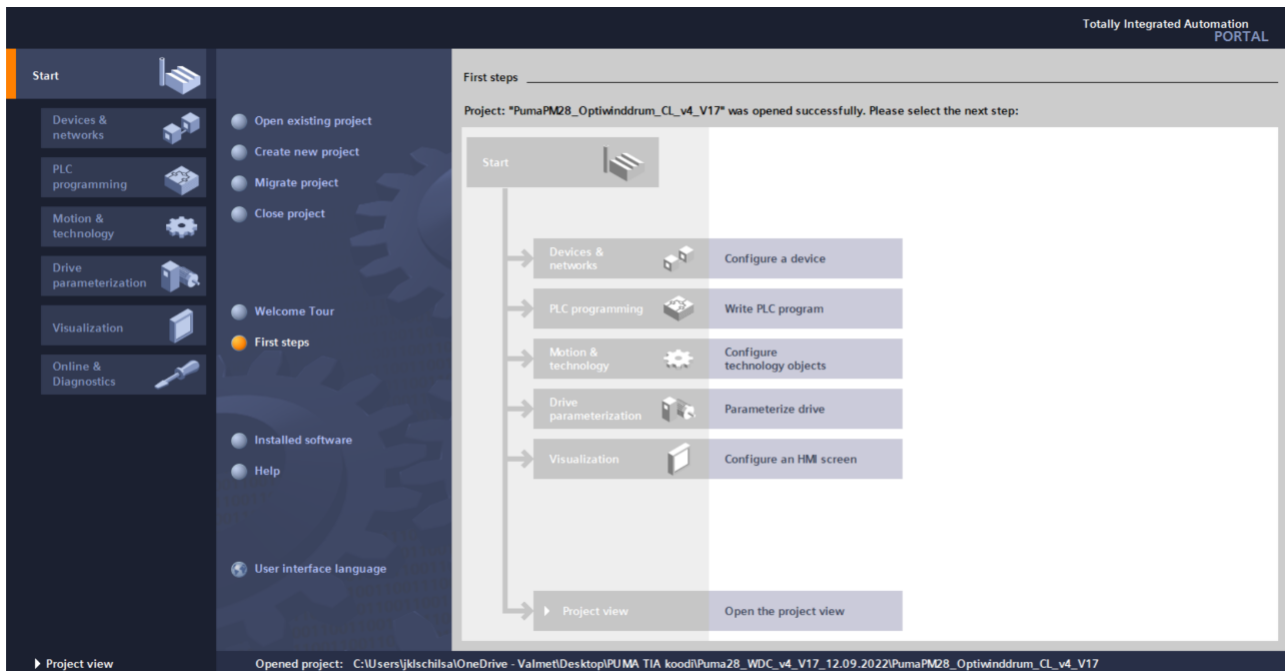 Totally Integrated Automation
PORTAL
Start
Devices &
networks
PLC
programming
Motion &
technology
Drive
parameterization
Visualization
Online &
Diagnostics
Open existing project
Create new project
Migrate project
Close project
Welcome Tour
First steps
Installed software
Help
User interface language
First steps
Project: "PumaPM28_Optiwinddrum_CL_v4_V17" was opened successfully. Please select the next step:
Start
Devices &
networks
Configure a device
PLC programming
Write PLC program
Motion &
technology
Configure
technology objects
Drive
parameterization
Parameterize drive
Visualization
Configure an HMI screen
Project view
Open the project view
Project view
Opened project: C:\Users\jklschilsa\OneDrive - Valmet\Desktop\PUMA TIA koodi\Puma28_WDC_v4_V17_12.09.2022\PumaPM28_Optiwinddrum_CL_v4_V17